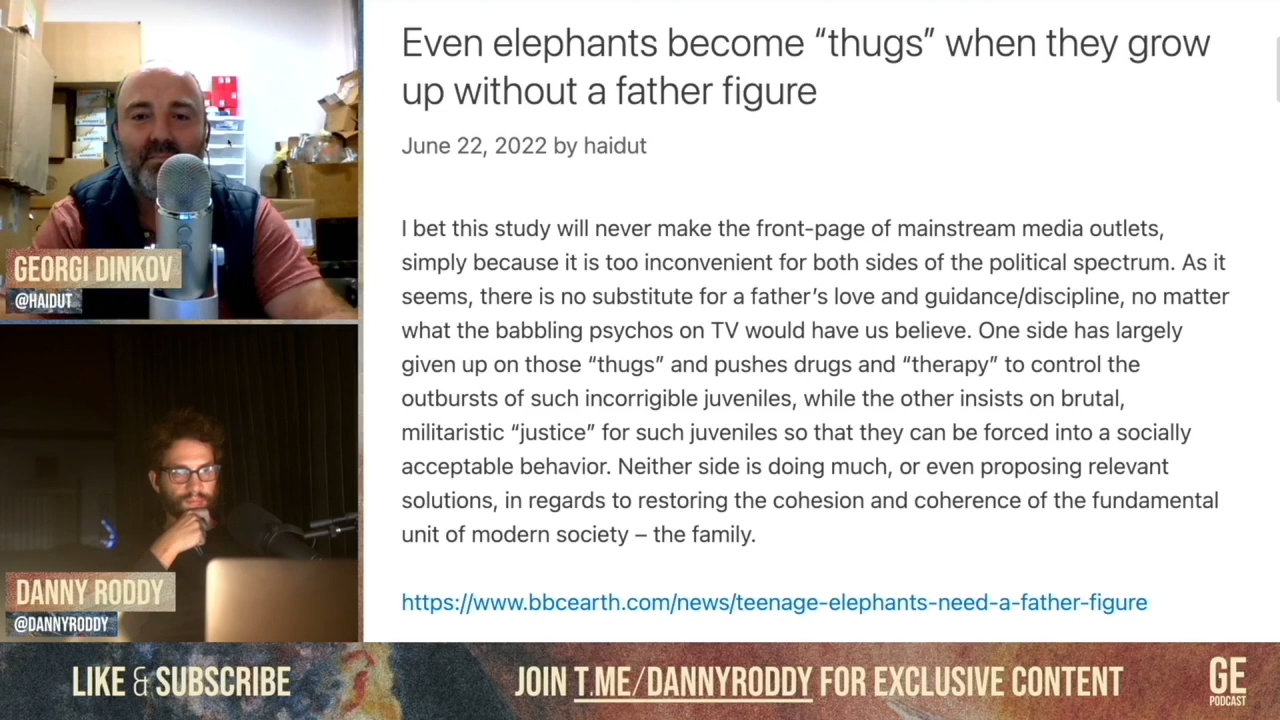 Even elephants become “thugs” when they grow
up without a father figure
June 22, 2022 by haidut
I bet this study will never make the front-page of mainstream media outlets,
simply because it is too inconvenient for both sides of the political spectrum. As it
seems, there is no substitute for a father’s love and guidance/discipline, no matter
what the babbling psychos on TV would have us believe. One side has largely
given up on those “thugs” and pushes drugs and “therapy” to control the
outbursts of such incorrigible juveniles, while the other insists on brutal,
militaristic “justice” for such juveniles so that they can be forced into a socially
acceptable behavior. Neither side is doing much, or even proposing relevant
solutions, in regards to restoring the cohesion and coherence of the fundamental
unit of modern society – the family.
https://www.bbcearth.com/news/teenage-elephants-need-a-father-figure
GEORGI DINKOV
@HAIDUT
DANNY RODDY
@DANNYRODDY
LIKE & SUBSCRIBE
JOIN T.ME/DANNYRODDY FOR EXCLUSIVE CONTENT
GE
PODCAST